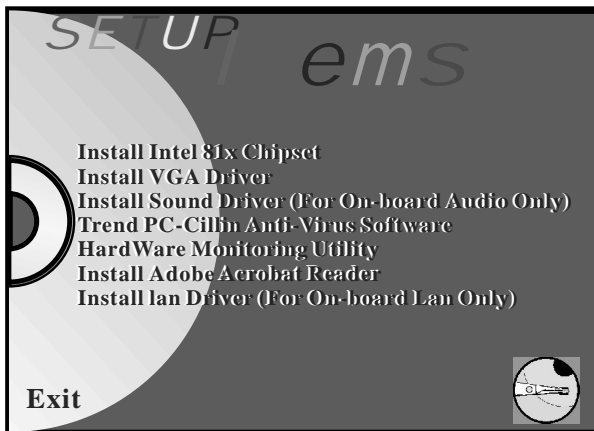 SETUP
I ems
Install Intel 81x Chipset
Install VGA Driver
Install Sound Driver (For On-board Audio Only)
Trend PC-Cillin Anti-Virus Software
HardWare Monitoring Utility
Install Adobe Acrobat Reader
Install lan Driver (For On-board Lan Only)
Exit